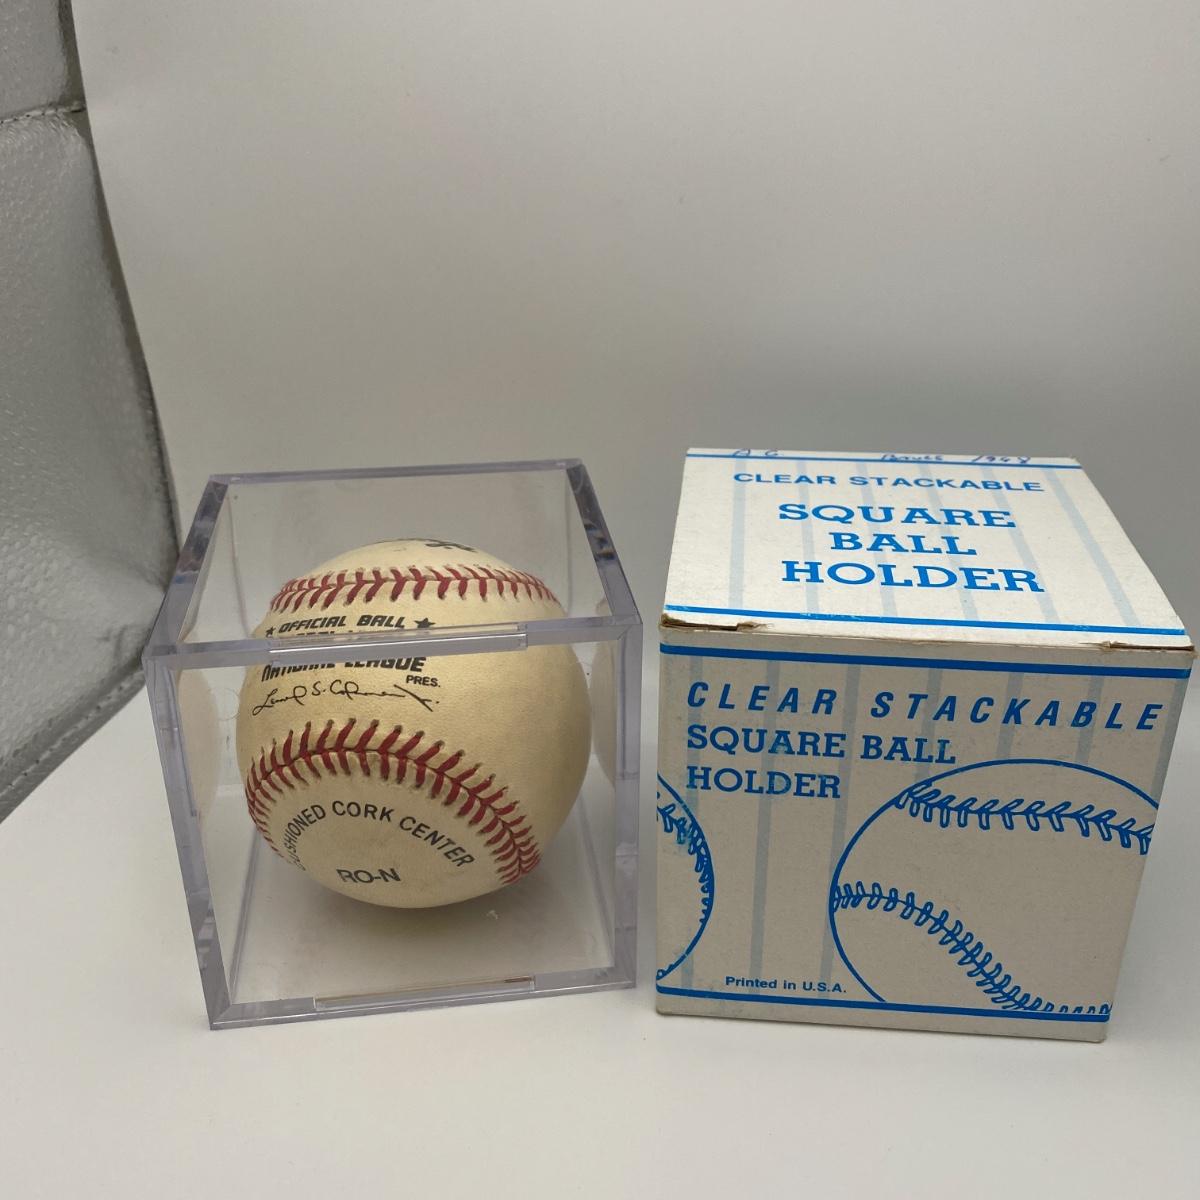 ★ OFFICIAL BALL ★
NATIONAL LEAGUE
PRES.
CUSHIONED CORK CENTER
RO-N
1998
CLEAR STACKABLE
SQUARE
BALL
HOLDER
CLEAR STACKABLE
SQUARE BALL
HOLDER
Printed in U.S.A.